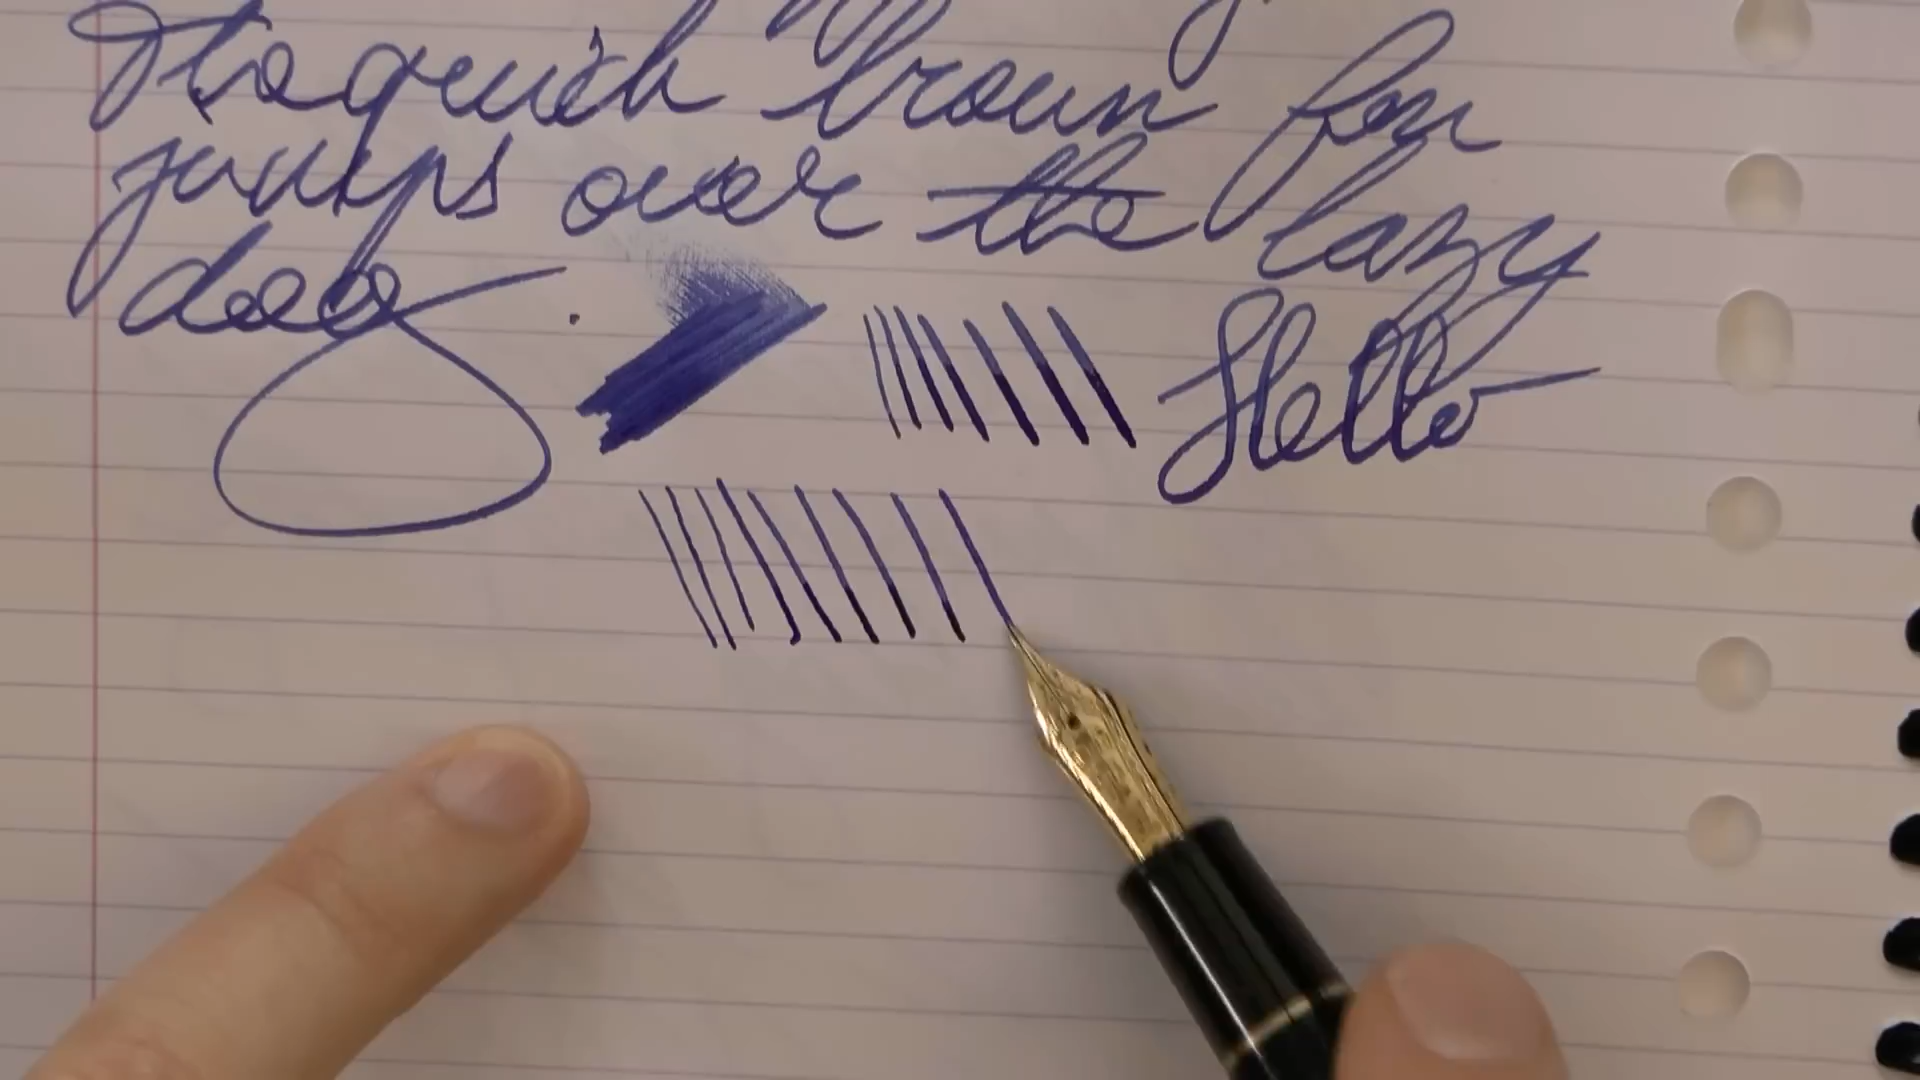 The quick brown fox
jumps over the lazy
dog.
Hello